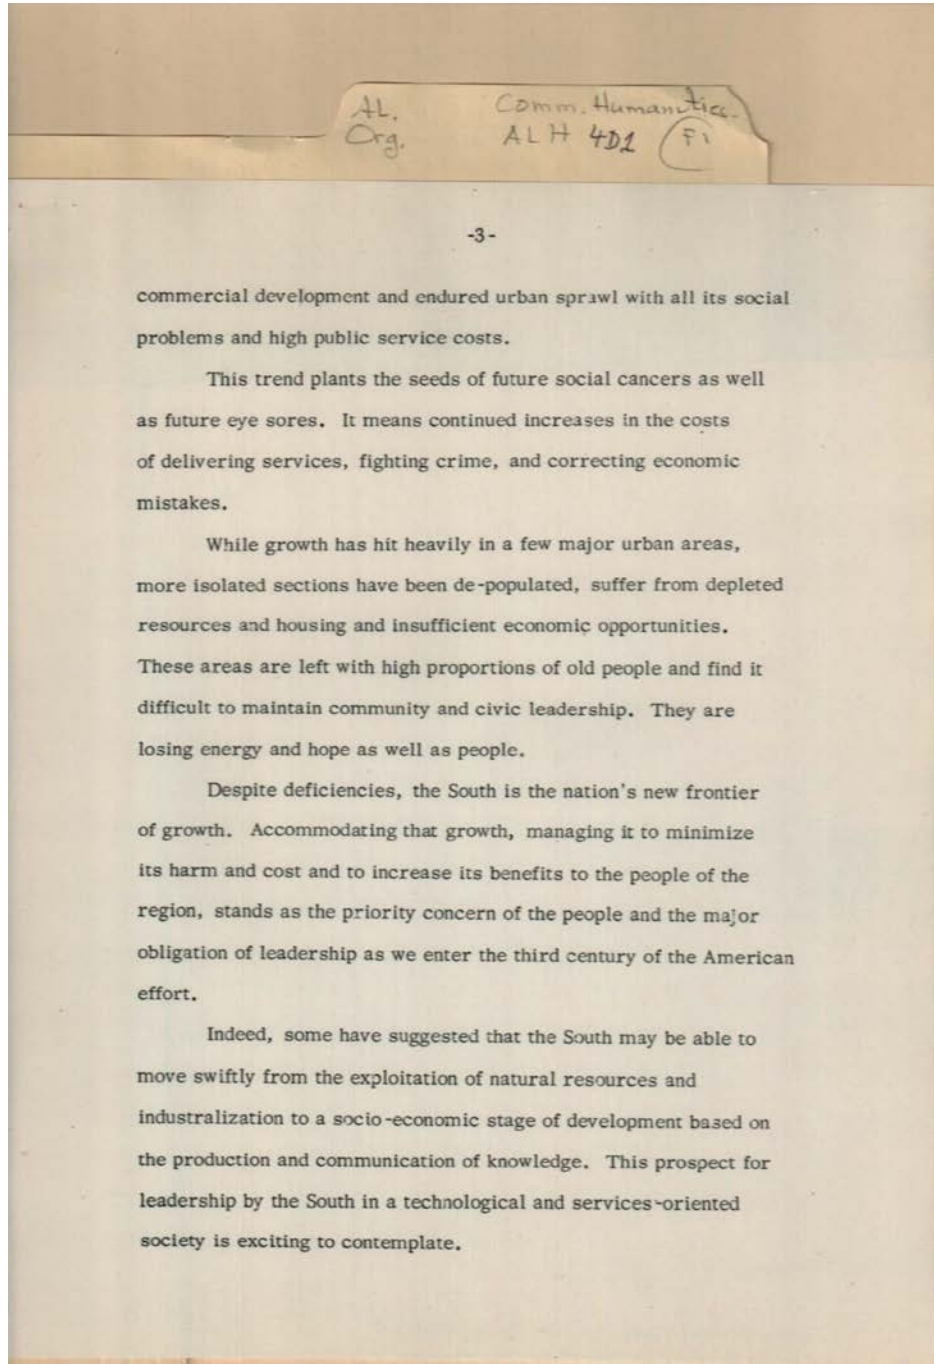 AL. Comm. Humanities.
Org. ALH 4D1 F1
-3-
commercial development and endured urban sprawl with all its social
problems and high public service costs.
This trend plants the seeds of future social cancers as well
as future eye sores. It means continued increases in the costs
of delivering services, fighting crime, and correcting economic
mistakes.
While growth has hit heavily in a few major urban areas,
more isolated sections have been de-populated, suffer from depleted
resources and housing and insufficient economic opportunities.
These areas are left with high proportions of old people and find it
difficult to maintain community and civic leadership. They are
losing energy and hope as well as people.
Despite deficiencies, the South is the nation's new frontier
of growth. Accommodating that growth, managing it to minimize
its harm and cost and to increase its benefits to the people of the
region, stands as the priority concern of the people and the major
obligation of leadership as we enter the third century of the American
effort.
Indeed, some have suggested that the South may be able to
move swiftly from the exploitation of natural resources and
industralization to a socio-economic stage of development based on
the production and communication of knowledge. This prospect for
leadership by the South in a technological and services-oriented
society is exciting to contemplate.